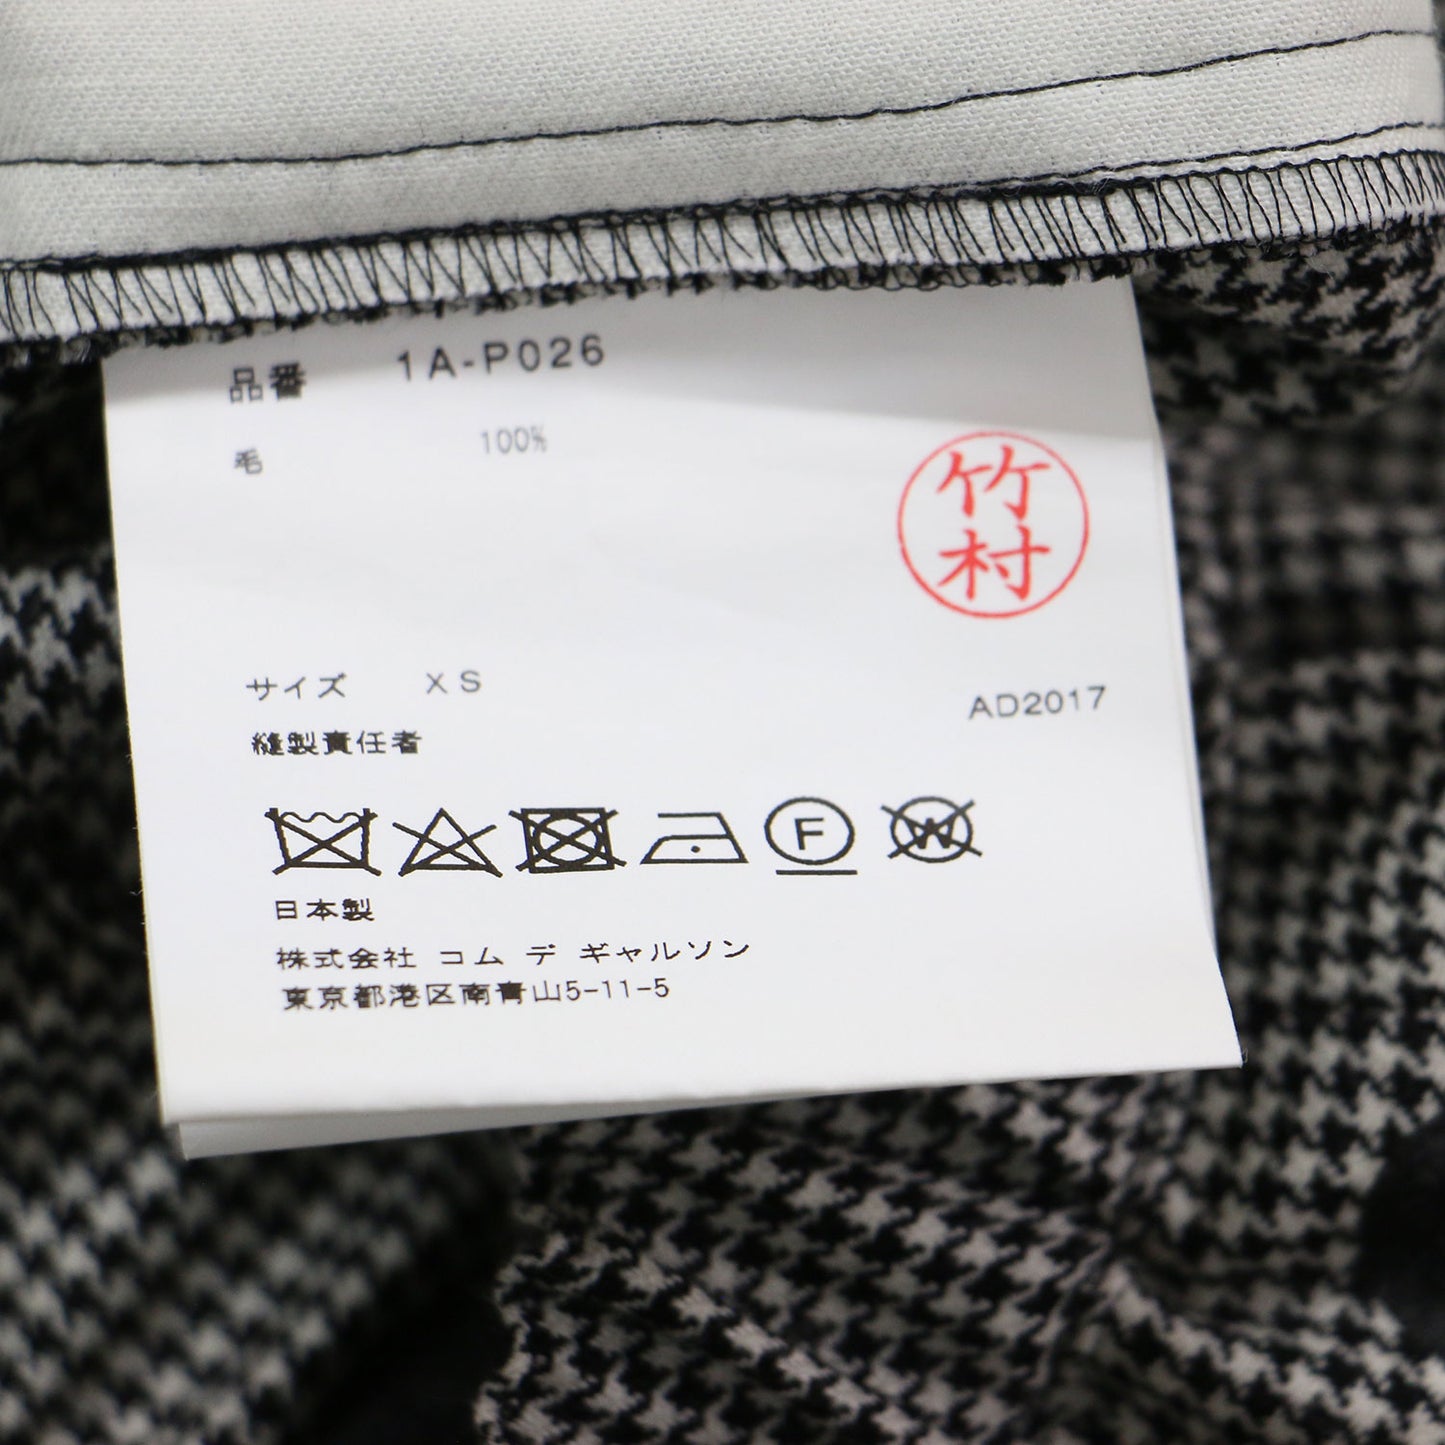 品番 1A-P026
毛 100%
竹
村
サイズ XS
AD2017
縫製責任者
F
W
日本製
株式会社 コム デ ギャルソン
東京都港区南青山5-11-5